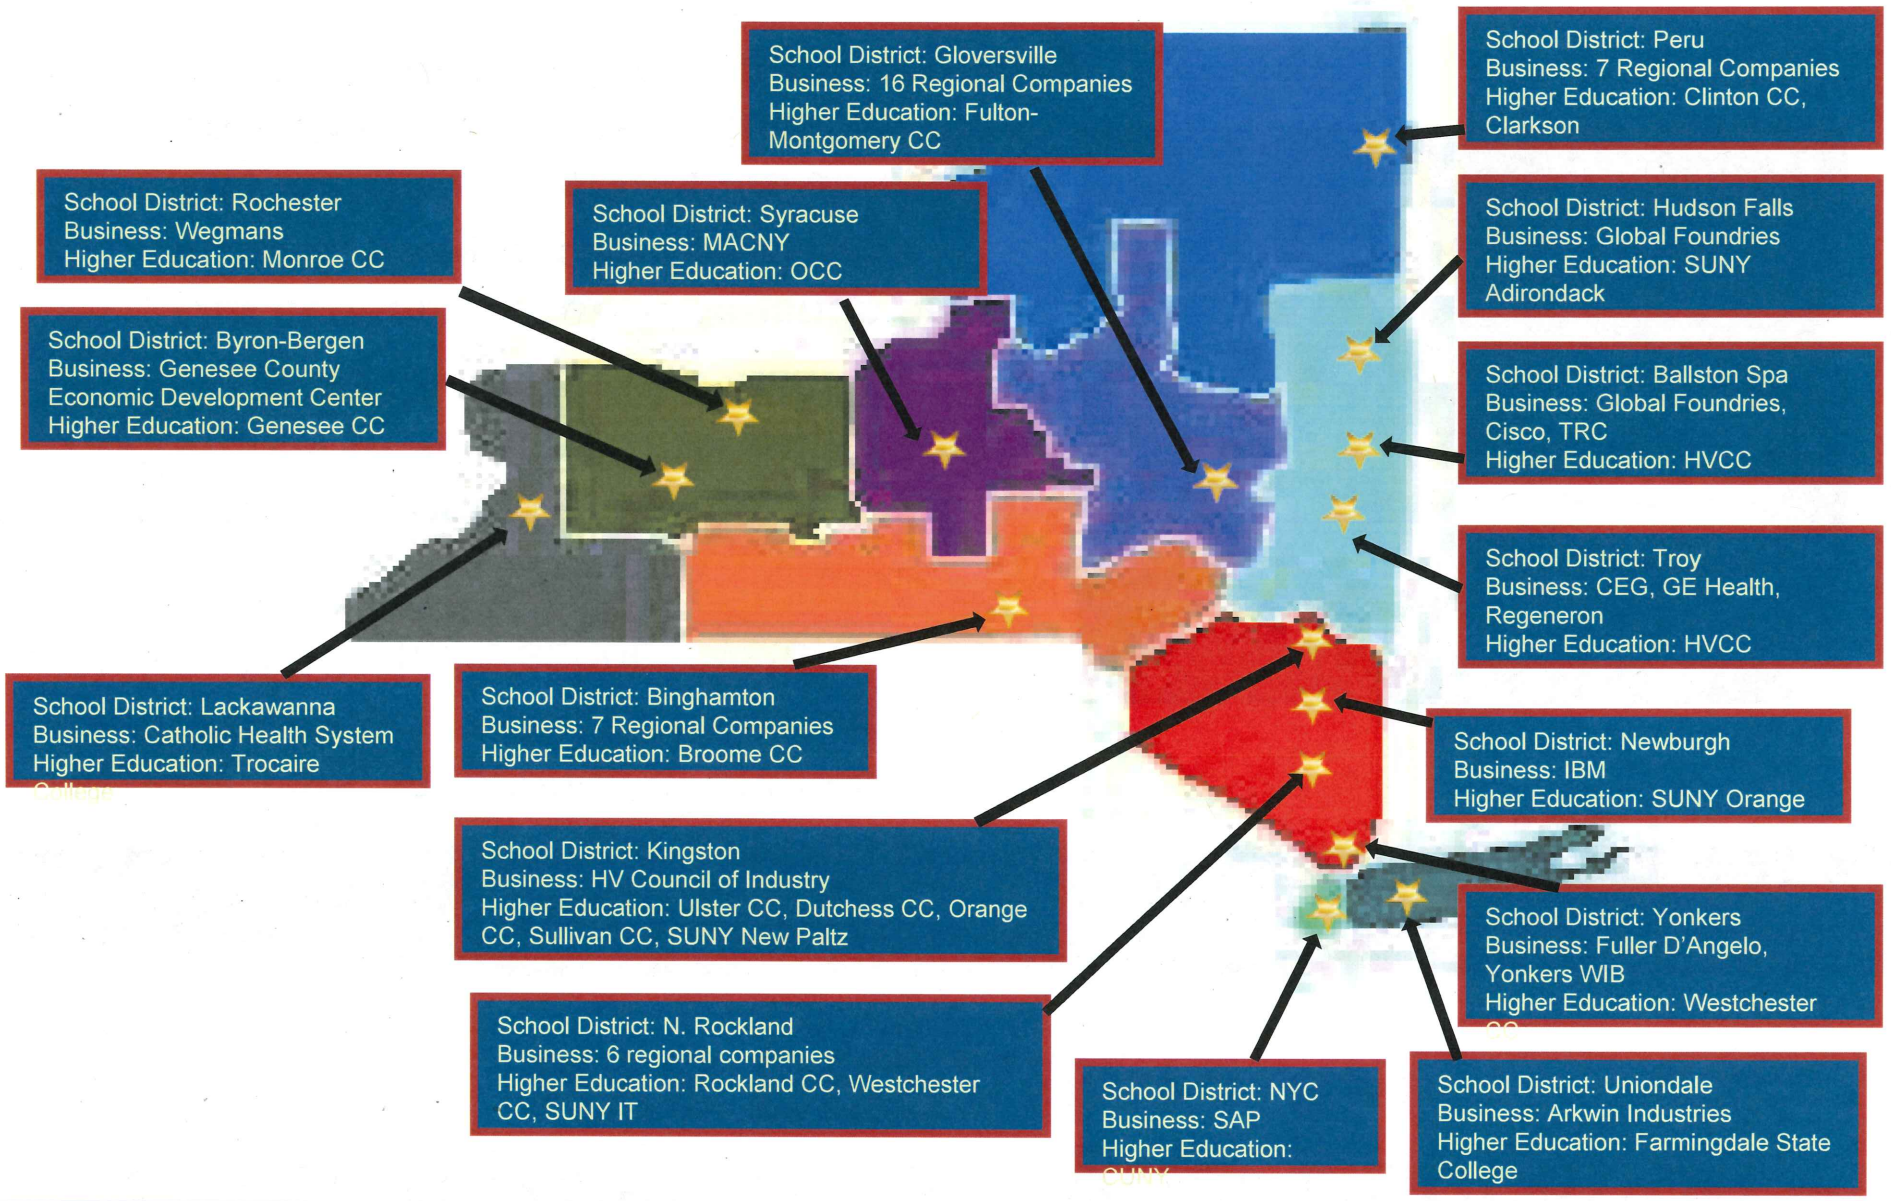 School District: Gloversville
Business: 16 Regional Companies
Higher Education: Fulton-
Montgomery CC
School District: Peru
Business: 7 Regional Companies
Higher Education: Clinton CC,
Clarkson
School District: Rochester
Business: Wegmans
Higher Education: Monroe CC
School District: Syracuse
Business: MACNY
Higher Education: OCC
School District: Hudson Falls
Business: Global Foundries
Higher Education: SUNY
Adirondack
School District: Byron-Bergen
Business: Genesee County
Economic Development Center
Higher Education: Genesee CC
School District: Ballston Spa
Business: Global Foundries,
Cisco, TRC
Higher Education: HVCC
School District: Troy
Business: CEG, GE Health,
Regeneron
Higher Education: HVCC
School District: Lackawanna
Business: Catholic Health System
Higher Education: Trocaire
College
School District: Binghamton
Business: 7 Regional Companies
Higher Education: Broome CC
School District: Newburgh
Business: IBM
Higher Education: SUNY Orange
School District: Kingston
Business: HV Council of Industry
Higher Education: Ulster CC, Dutchess CC, Orange
CC, Sullivan CC, SUNY New Paltz
School District: Yonkers
Business: Fuller D'Angelo,
Yonkers WIB
Higher Education: Westchester
CC
School District: N. Rockland
Business: 6 regional companies
Higher Education: Rockland CC, Westchester
CC, SUNY IT
School District: NYC
Business: SAP
Higher Education:
CUNY
School District: Uniondale
Business: Arkwin Industries
Higher Education: Farmingdale State
College